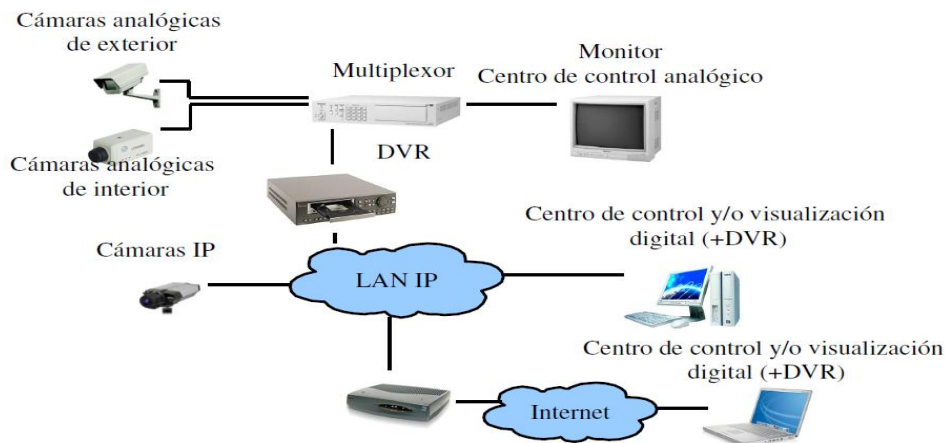 Cámaras analógicas
de exterior
Multiplexor
Monitor
Centro de control analógico
DVR
Cámaras analógicas
de interior
Centro de control y/o visualización
digital (+DVR)
Cámaras IP
LAN IP
Centro de control y/o visualización
digital (+DVR)
Internet